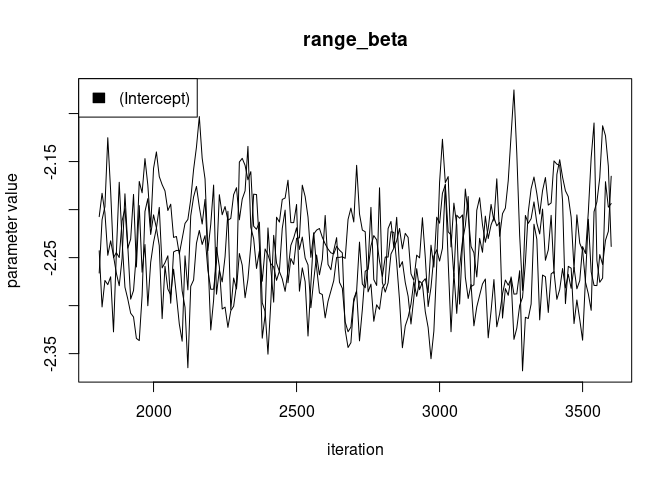 range_beta
(Intercept)
parameter value
-2.15
-2.25
-2.35
2000 2500 3000 3500
iteration